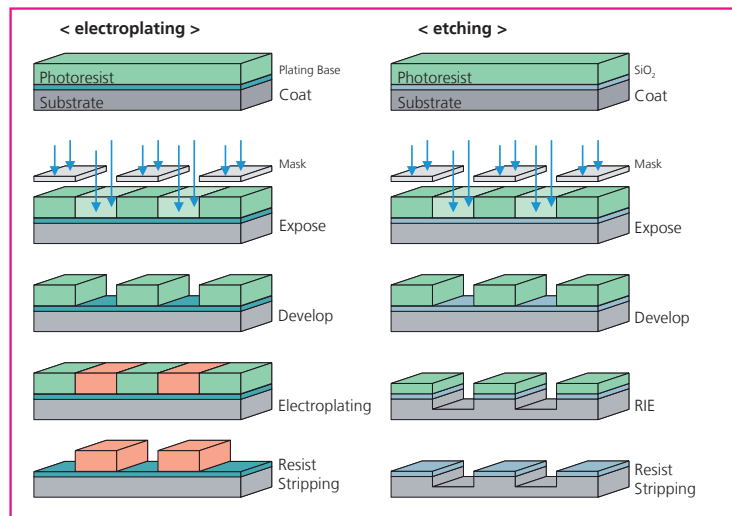 < electroplating >
Photoresist
Plating Base
Substrate
Coat
Mask
Expose
Develop
Electroplating
Resist
Stripping
< etching >
Photoresist
SiO₂
Substrate
Coat
Mask
Expose
Develop
RIE
Resist
Stripping